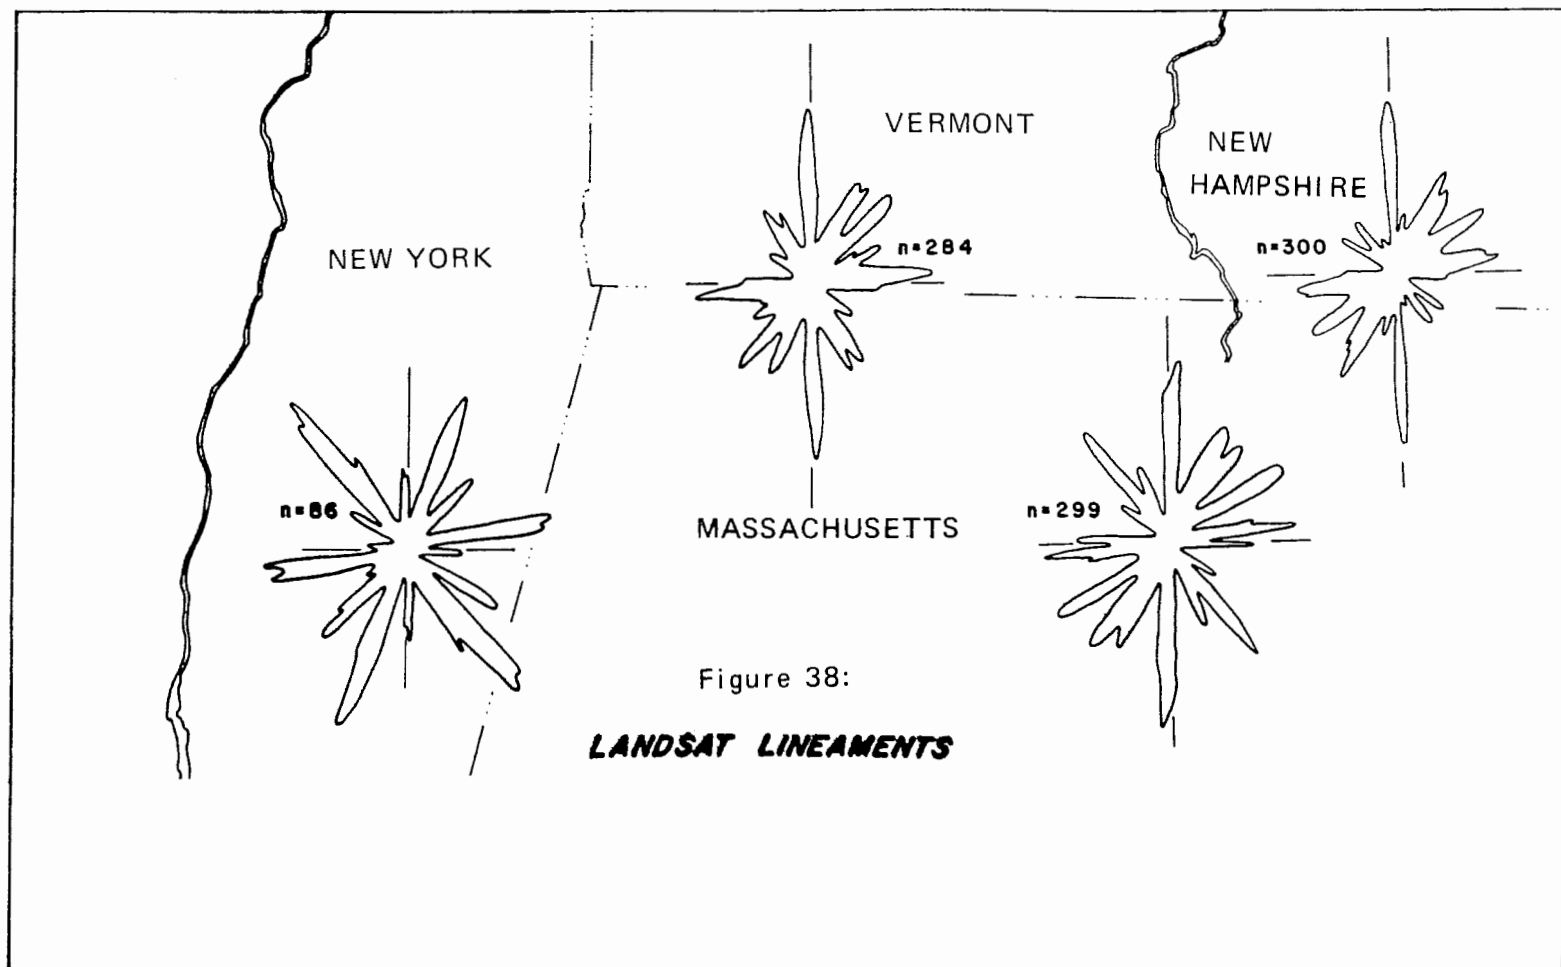 VERMONT
NEW
HAMPSHIRE
NEW YORK
n=284
n=300
n=86
n=299
MASSACHUSETTS
Figure 38:
LANDSAT LINEAMENTS